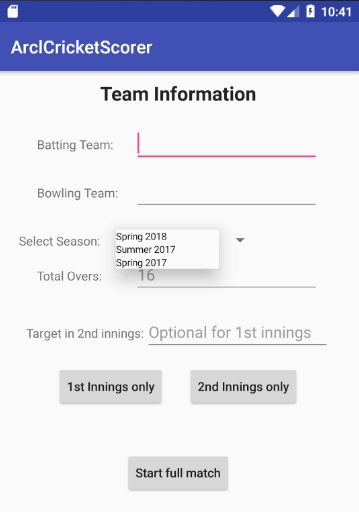 10:41
ArclCricketScorer
Team Information
Batting Team:
Bowling Team:
Select Season:
Spring 2018
Summer 2017
Spring 2017
Total Overs: 16
Target in 2nd innings: Optional for 1st innings
1st Innings only 2nd Innings only
Start full match